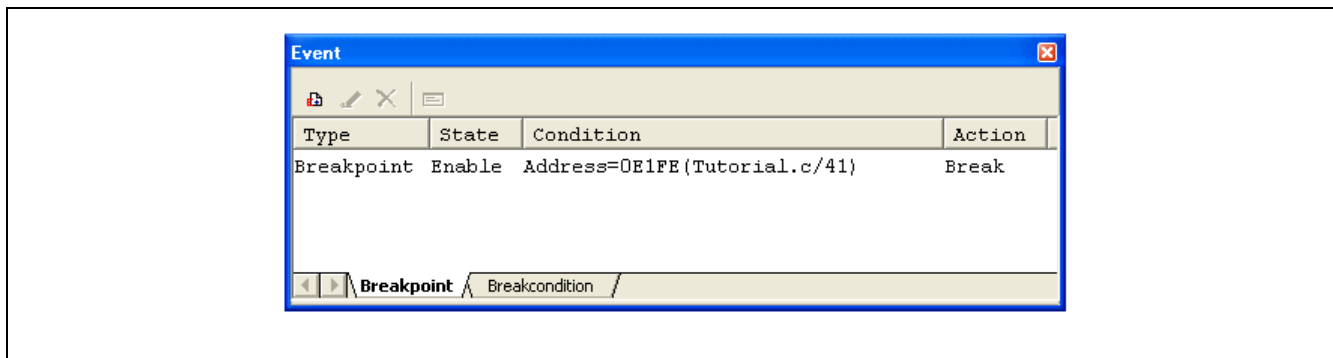 Event
Type State Condition Action
Breakpoint Enable Address=0E1FE(Tutorial.c/41) Break
Breakpoint Breakcondition